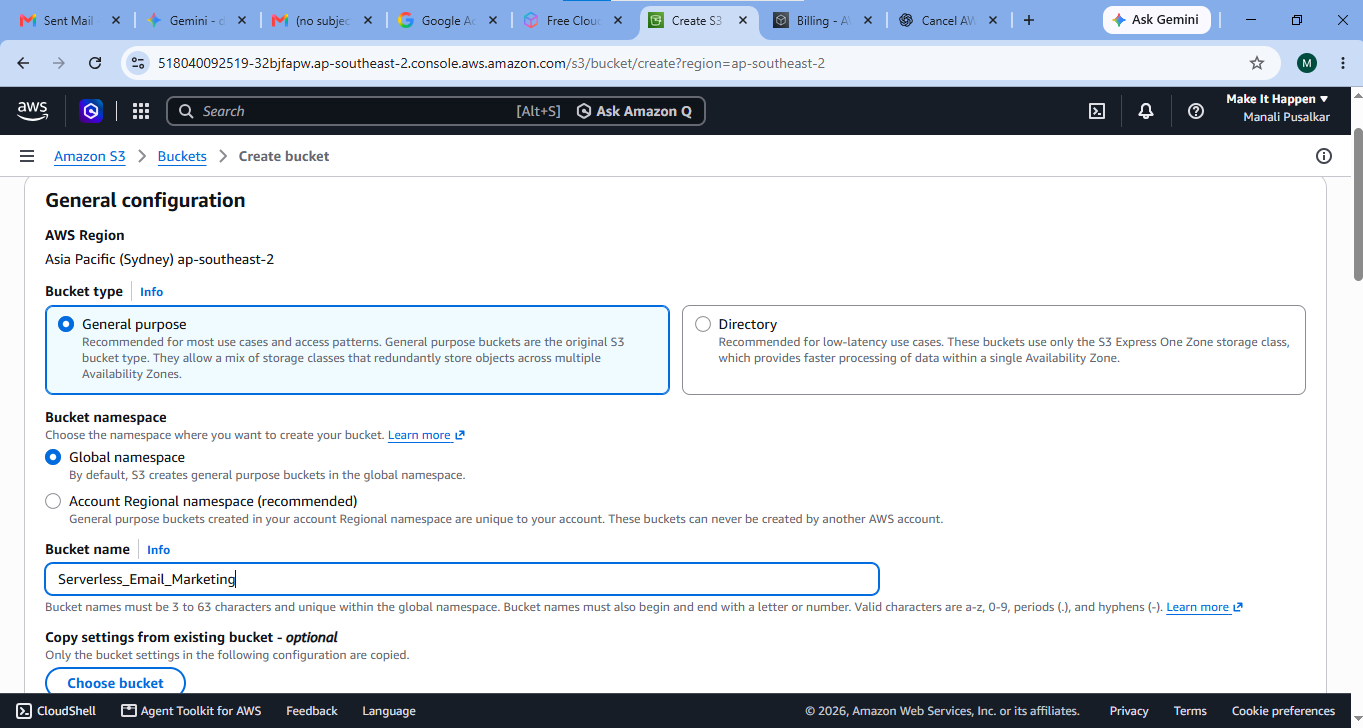 Sent Mail
Gemini - d
(no subjec
Google Ac
Free Clou
Create S3
Billing - A
Cancel AW
Ask Gemini
518040092519-32bjfapw.ap-southeast-2.console.aws.amazon.com/s3/bucket/create?region=ap-southeast-2
M
aws
Search
[Alt+S]
Ask Amazon Q
Make It Happen
Manali Pusalkar
Amazon S3 > Buckets > Create bucket
General configuration
AWS Region
Asia Pacific (Sydney) ap-southeast-2
Bucket type | Info
General purpose
Recommended for most use cases and access patterns. General purpose buckets are the original S3
bucket type. They allow a mix of storage classes that redundantly store objects across multiple
Availability Zones.
Directory
Recommended for low-latency use cases. These buckets use only the S3 Express One Zone storage class,
which provides faster processing of data within a single Availability Zone.
Bucket namespace
Choose the namespace where you want to create your bucket. Learn more
Global namespace
By default, S3 creates general purpose buckets in the global namespace.
Account Regional namespace (recommended)
General purpose buckets created in your account Regional namespace are unique to your account. These buckets can never be created by another AWS account.
Bucket name | Info
Serverless_Email_Marketing
Bucket names must be 3 to 63 characters and unique within the global namespace. Bucket names must also begin and end with a letter or number. Valid characters are a-z, 0-9, periods (.), and hyphens (-). Learn more
Copy settings from existing bucket - optional
Only the bucket settings in the following configuration are copied.
Choose bucket
CloudShell
Agent Toolkit for AWS
Feedback
Language
© 2026, Amazon Web Services, Inc. or its affiliates.
Privacy
Terms
Cookie preferences